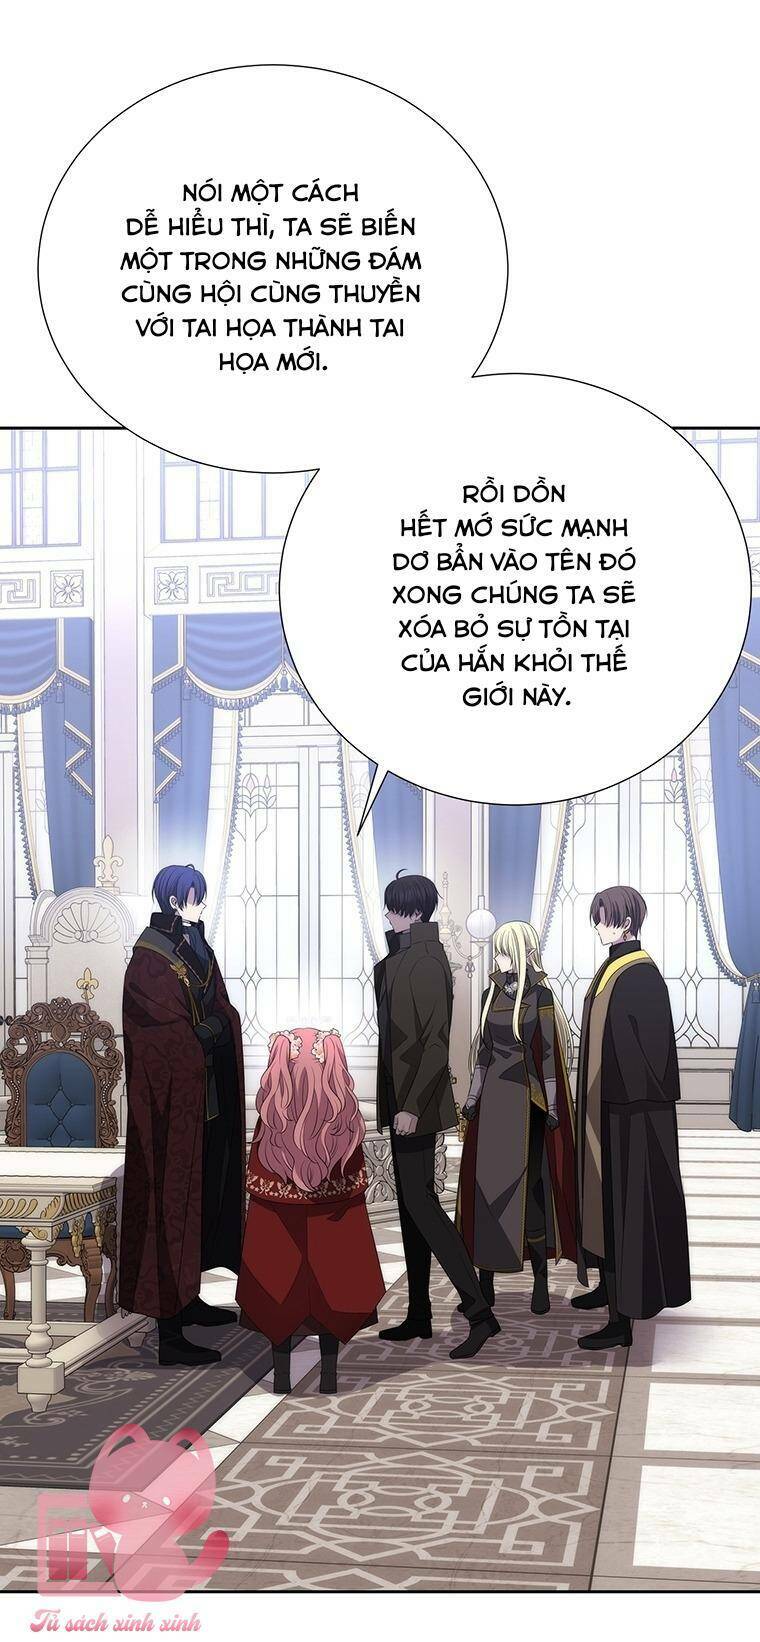 NÓI MỘT CÁCH
DỄ HIỂU THÌ, TA SẼ BIẾN
MỘT TRONG NHỮNG ĐÁM
CÙNG HỘI CÙNG THUYỀN
VỚI TAI HỌA THÀNH TAI
HỌA MỚI.
RỒI DỒN
HẾT MỚ SỨC MẠNH
DƠ BẨN VÀO TÊN ĐÓ
XONG CHÚNG TA SẼ
XÓA BỎ SỰ TỒN TẠI
CỦA HẮN KHỎI THẾ
GIỚI NÀY.
Tủ sách xinh xinh